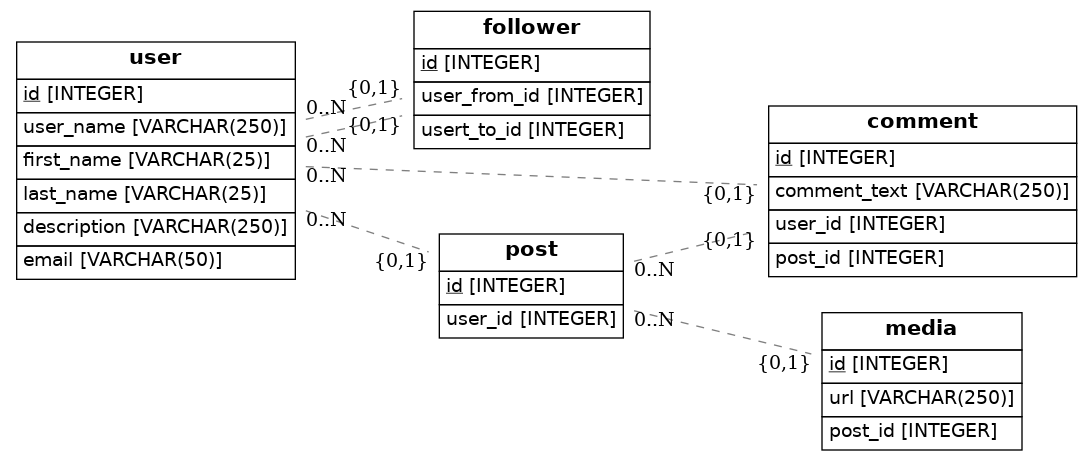 user
id [INTEGER]
user_name [VARCHAR(250)]
first_name [VARCHAR(25)]
last_name [VARCHAR(25)]
description [VARCHAR(250)]
email [VARCHAR(50)]
follower
id [INTEGER]
user_from_id [INTEGER]
usert_to_id [INTEGER]
{0,1}
0..N
{0,1}
0..N
0..N
{0,1}
0..N
{0,1}
comment
id [INTEGER]
comment_text [VARCHAR(250)]
user_id [INTEGER]
post_id [INTEGER]
post
id [INTEGER]
user_id [INTEGER]
{0,1}
0..N
0..N
{0,1}
media
id [INTEGER]
url [VARCHAR(250)]
post_id [INTEGER]